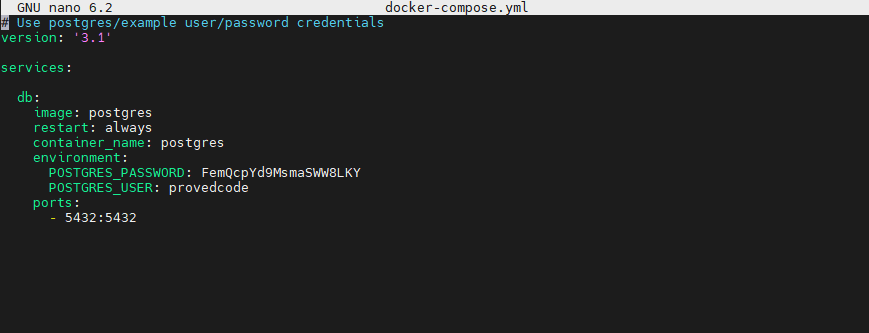 GNU nano 6.2 docker-compose.yml
# Use postgres/example user/password credentials
version: '3.1'
services:
db:
image: postgres
restart: always
container_name: postgres
environment:
POSTGRES_PASSWORD: FemQcpYd9MsmaSWW8LKY
POSTGRES_USER: provedcode
ports:
- 5432:5432